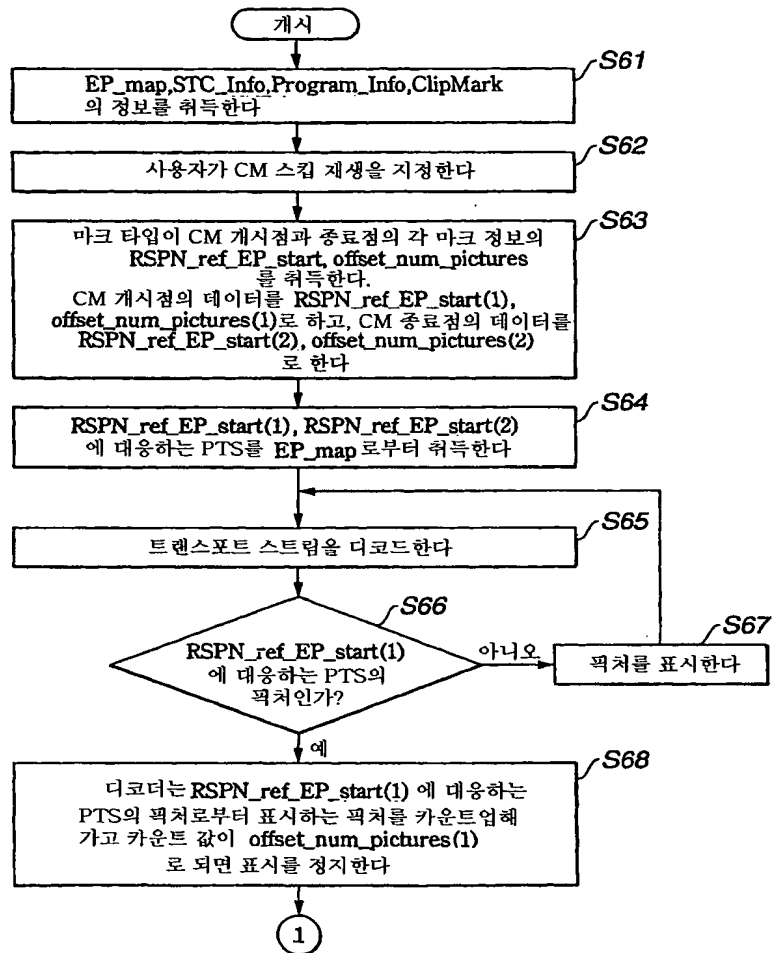 개시
S61
EP_map,STC_Info,Program_Info,ClipMark
의 정보를 취득한다
S62
사용자가 CM 스킵 재생을 지정한다
S63
마크 타입이 CM 개시점과 종료점의 각 마크 정보의
RSPN_ref_EP_start, offset_num_pictures
를 취득한다.
CM 개시점의 데이터를 RSPN_ref_EP_start(1),
offset_num_pictures(1)로 하고, CM 종료점의 데이터를
RSPN_ref_EP_start(2), offset_num_pictures(2)
로 한다
S64
RSPN_ref_EP_start(1), RSPN_ref_EP_start(2)
에 대응하는 PTS를 EP_map로부터 취득한다
S65
트랜스포트 스트림을 디코드한다
S66
RSPN_ref_EP_start(1)
에 대응하는 PTS의
픽처인가?
아니오
S67
픽처를 표시한다
예
S68
디코더는 RSPN_ref_EP_start(1) 에 대응하는
PTS의 픽처로부터 표시하는 픽처를 카운트업해
가고 카운트 값이 offset_num_pictures(1)
로 되면 표시를 정지한다
1